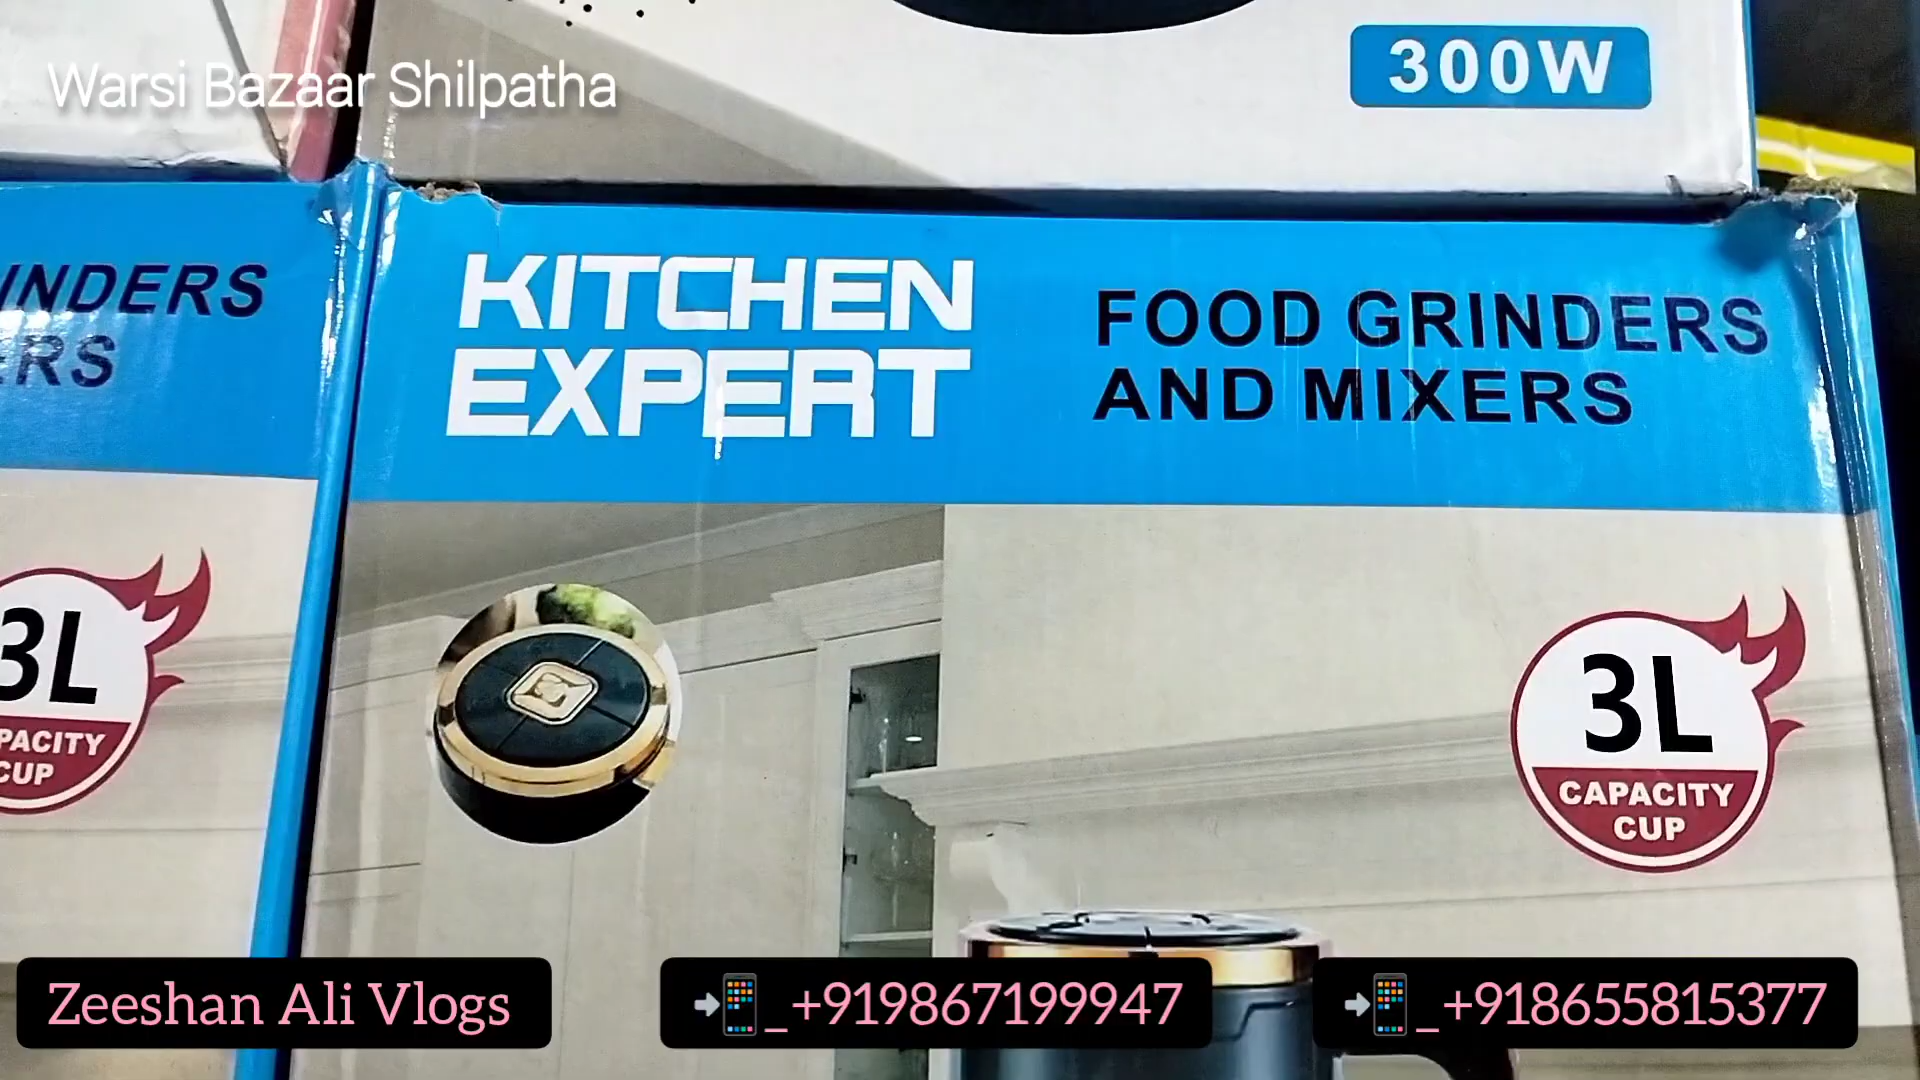 Warsi Bazaar Shilpatha
300W
INDERS
ERS
KITCHEN
EXPERT
FOOD GRINDERS
AND MIXERS
3L
PACITY
CUP
3L
CAPACITY
CUP
Zeeshan Ali Vlogs
_+919867199947
_+918655815377